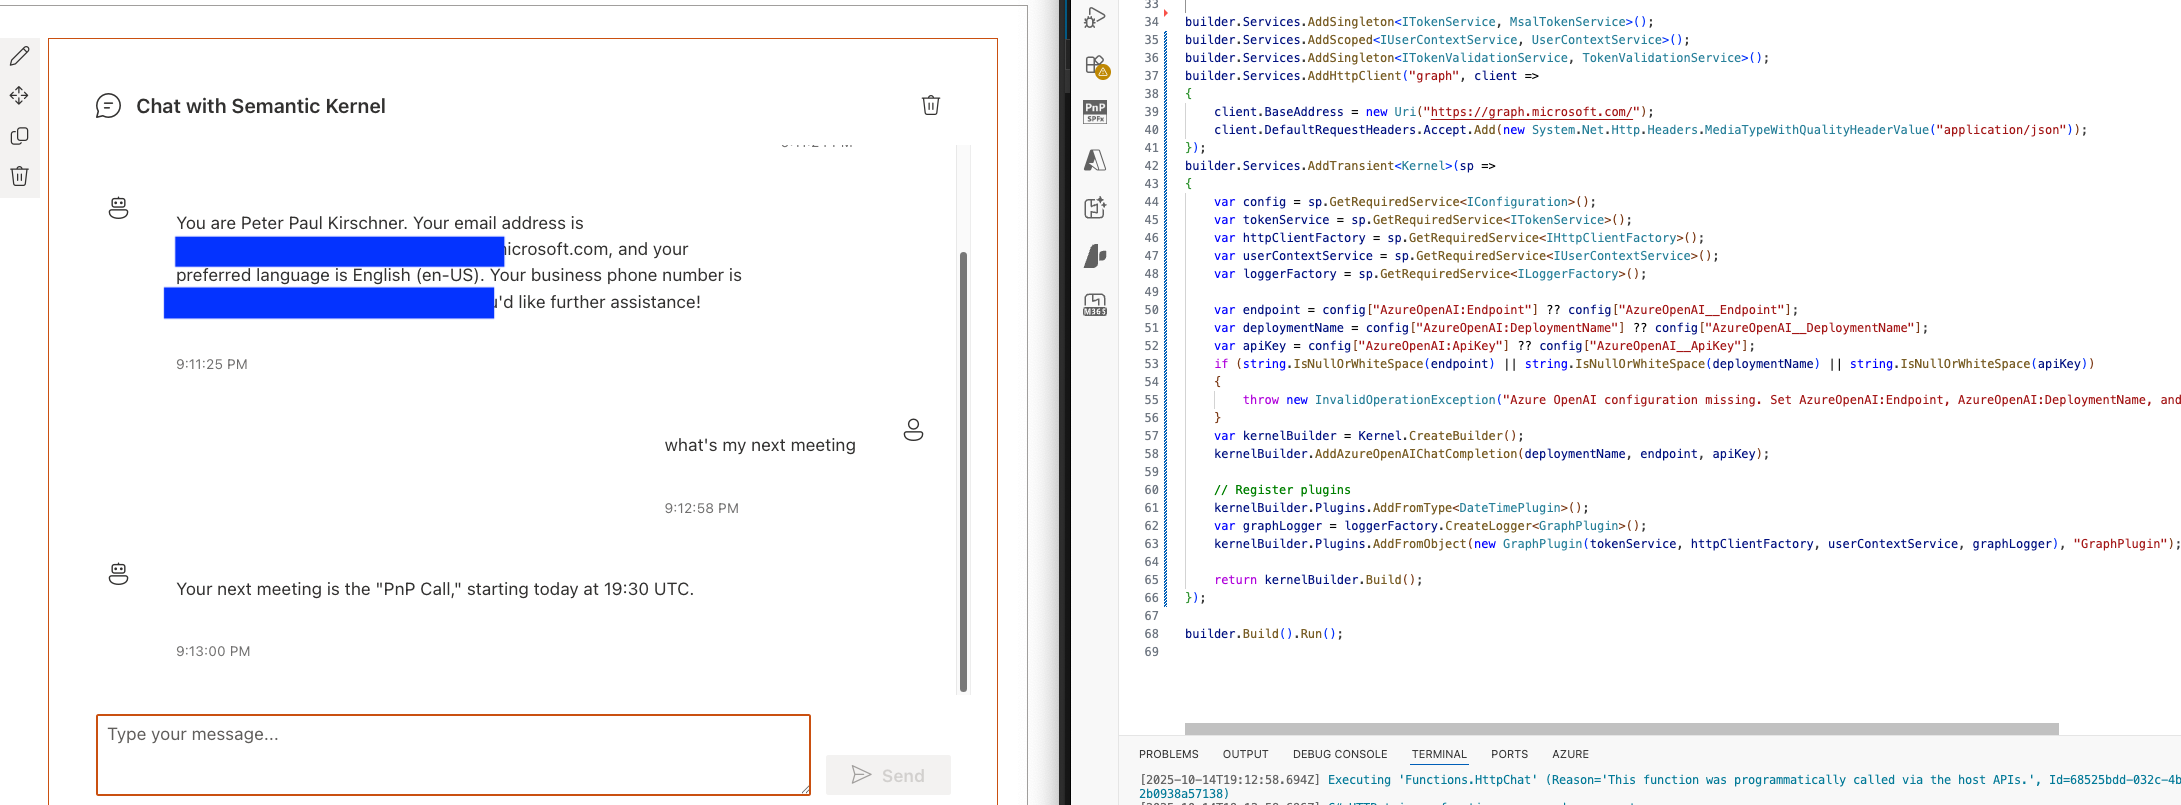 Chat with Semantic Kernel
You are Peter Paul Kirschner. Your email address is
icrosoft.com, and your
preferred language is English (en-US). Your business phone number is
'd like further assistance!
9:11:25 PM
what's my next meeting
9:12:58 PM
Your next meeting is the "PnP Call," starting today at 19:30 UTC.
9:13:00 PM
Type your message...
Send
PnP
SPFx
M365
33
34 builder.Services.AddSingleton<ITokenService, MsalTokenService>();
35 builder.Services.AddScoped<IUserContextService, UserContextService>();
36 builder.Services.AddSingleton<ITokenValidationService, TokenValidationService>();
37 builder.Services.AddHttpClient("graph", client =>
38 {
39 client.BaseAddress = new Uri("https://graph.microsoft.com/");
40 client.DefaultRequestHeaders.Accept.Add(new System.Net.Http.Headers.MediaTypeWithQualityHeaderValue("application/json"));
41 });
42 builder.Services.AddTransient<Kernel>(sp =>
43 {
44 var config = sp.GetRequiredService<IConfiguration>();
45 var tokenService = sp.GetRequiredService<ITokenService>();
46 var httpClientFactory = sp.GetRequiredService<IHttpClientFactory>();
47 var userContextService = sp.GetRequiredService<IUserContextService>();
48 var loggerFactory = sp.GetRequiredService<ILoggerFactory>();
49
50 var endpoint = config["AzureOpenAI:Endpoint"] ?? config["AzureOpenAI__Endpoint"];
51 var deploymentName = config["AzureOpenAI:DeploymentName"] ?? config["AzureOpenAI__DeploymentName"];
52 var apiKey = config["AzureOpenAI:ApiKey"] ?? config["AzureOpenAI__ApiKey"];
53 if (string.IsNullOrWhiteSpace(endpoint) || string.IsNullOrWhiteSpace(deploymentName) || string.IsNullOrWhiteSpace(apiKey))
54 {
55 throw new InvalidOperationException("Azure OpenAI configuration missing. Set AzureOpenAI:Endpoint, AzureOpenAI:DeploymentName, and
56 }
57 var kernelBuilder = Kernel.CreateBuilder();
58 kernelBuilder.AddAzureOpenAIChatCompletion(deploymentName, endpoint, apiKey);
59
60 // Register plugins
61 kernelBuilder.Plugins.AddFromType<DateTimePlugin>();
62 var graphLogger = loggerFactory.CreateLogger<GraphPlugin>();
63 kernelBuilder.Plugins.AddFromObject(new GraphPlugin(tokenService, httpClientFactory, userContextService, graphLogger), "GraphPlugin");
64
65 return kernelBuilder.Build();
66 });
67
68 builder.Build().Run();
69
PROBLEMS OUTPUT DEBUG CONSOLE TERMINAL PORTS AZURE
[2025-10-14T19:12:58.694Z] Executing 'Functions.HttpChat' (Reason='This function was programmatically called via the host APIs.', Id=68525bdd-032c-4b
2b0938a57138)